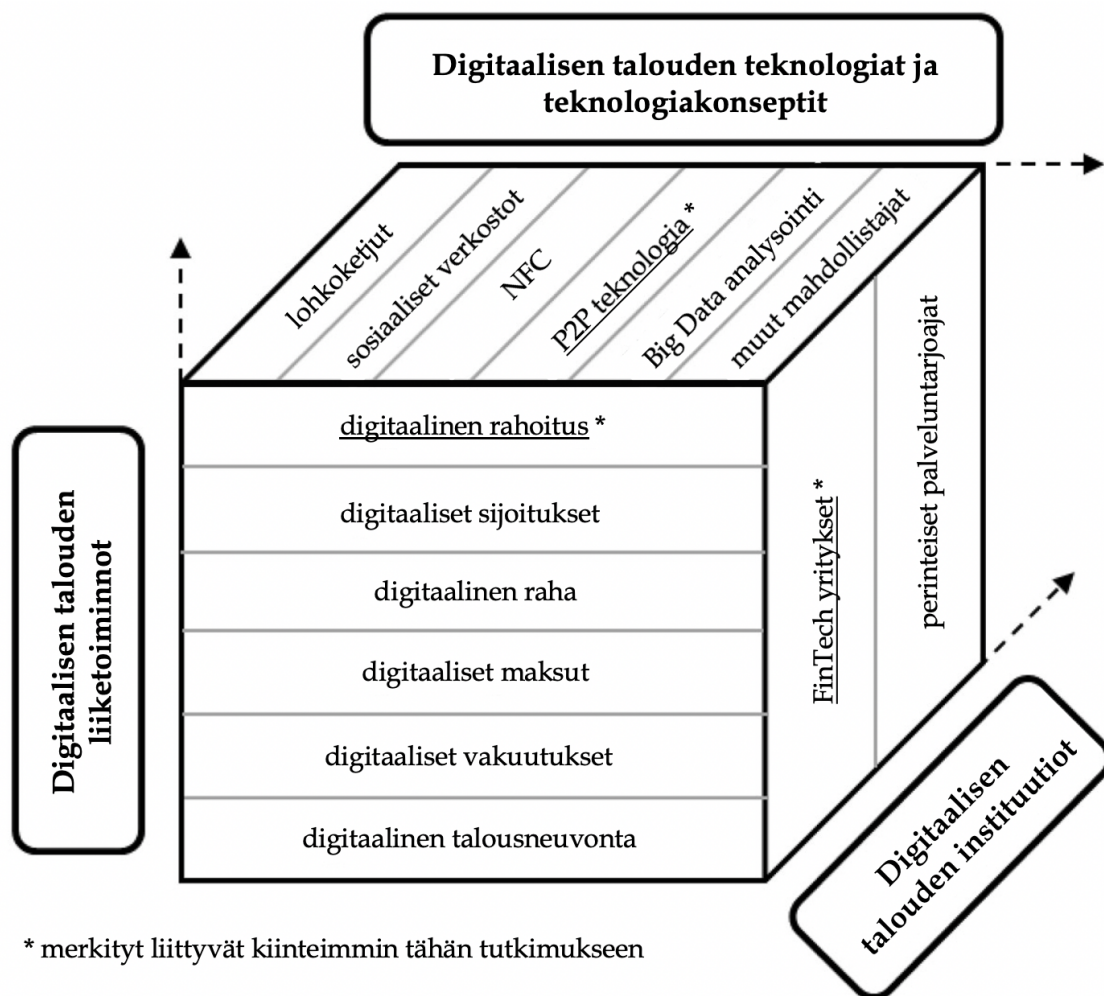 Digitaalisen talouden teknologiat ja
teknologiakonseptit
lohkoketjut
sosiaaliset verkostot
NFC
P2P teknologia *
Big Data analysointi
muut mahdollistajat
Digitaalisen talouden
liiketoiminnot
digitaalinen rahoitus *
digitaaliset sijoitukset
digitaalinen raha
digitaaliset maksut
digitaaliset vakuutukset
digitaalinen talousneuvonta
FinTech yritykset *
perinteiset palveluntarjoajat
Digitaalisen
talouden instituutiot
* merkityt liittyvät kiinteimmin tähän tutkimukseen